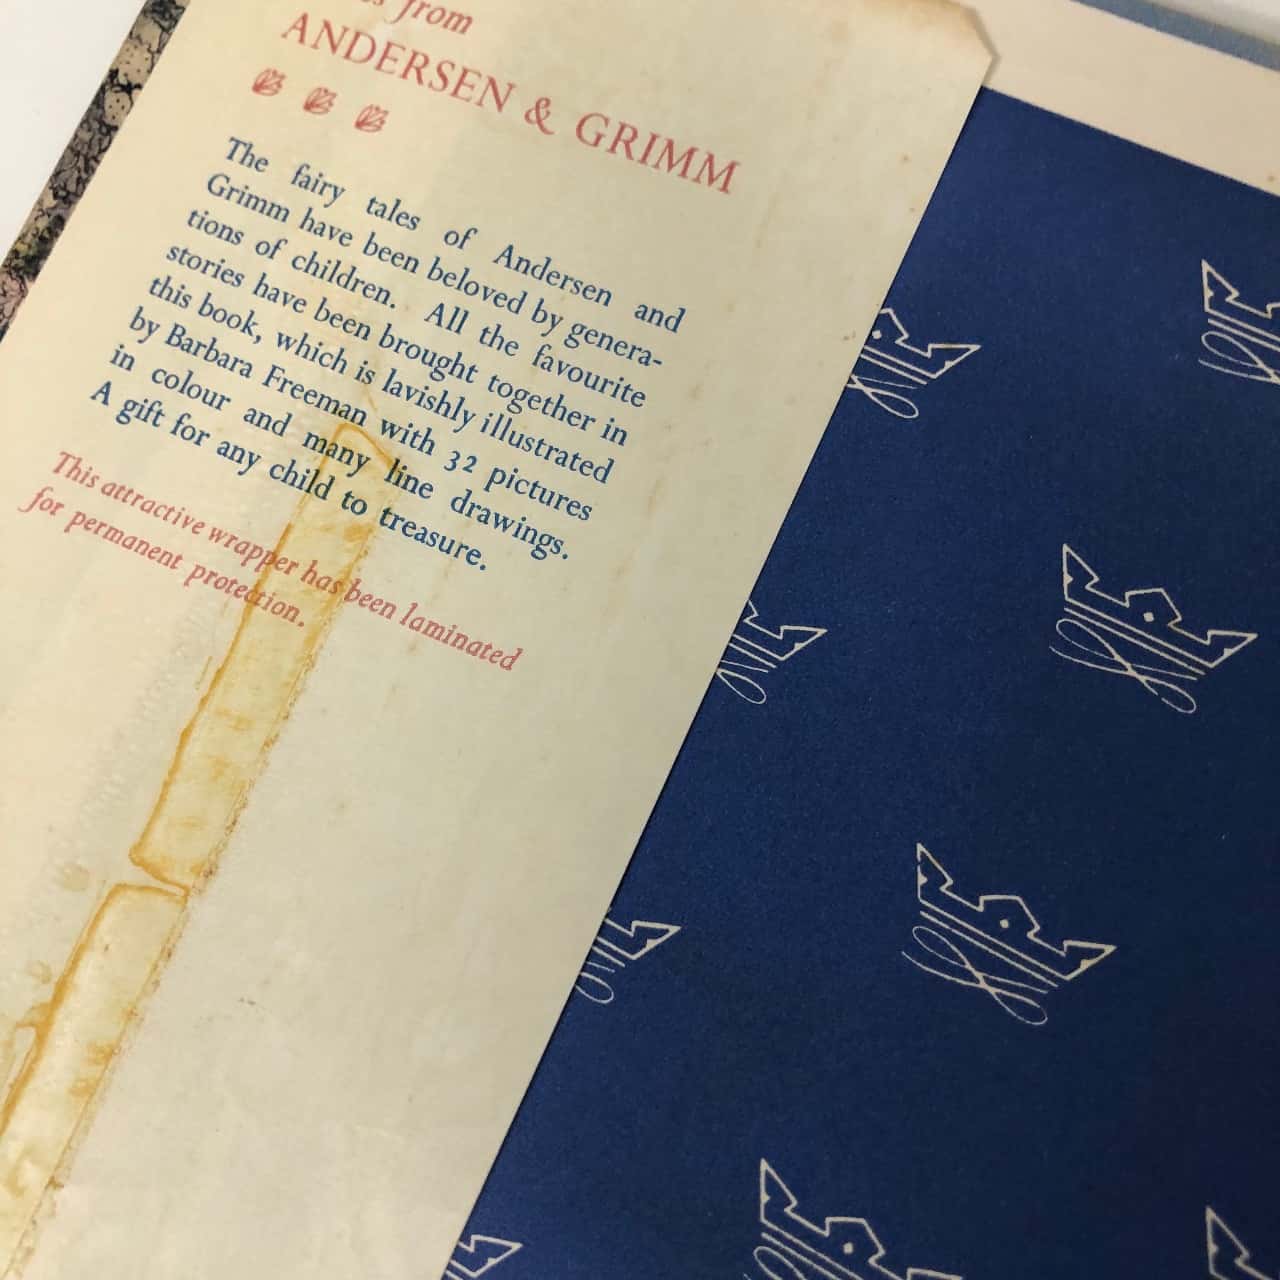 from
ANDERSEN & GRIMM
The fairy tales of Andersen and
Grimm have been beloved by genera-
tions of children. All the favourite
stories have been brought together in
this book, which is lavishly illustrated
by Barbara Freeman with 32 pictures
in colour and many line drawings.
A gift for any child to treasure.
This attractive wrapper has been laminated
for permanent protection.